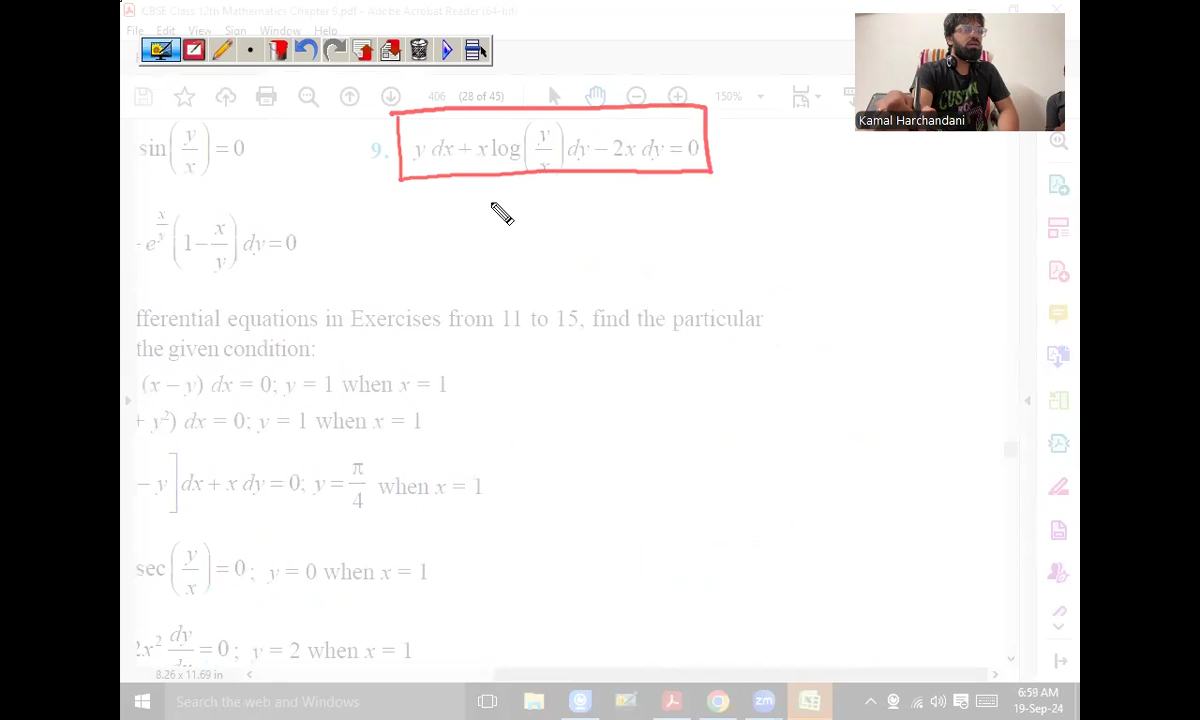 CBSE Class 12th Mathematics Chapter 9.pdf - Adobe Acrobat Reader (64-bit)
File Edit View Sign Window Help
406 (28 of 45) 150%
Kamal Harchandani
sin(y/x) = 0
9. y dx + x log(y/x) dy − 2x dy = 0
e^(x/y) (1 − x/y) dy = 0
fferential equations in Exercises from 11 to 15, find the particular
the given condition:
(x − y) dx = 0; y = 1 when x = 1
+ y²) dx = 0; y = 1 when x = 1
− y] dx + x dy = 0; y = π/4 when x = 1
sec(y/x) = 0; y = 0 when x = 1
2x² dy/dx = 0; y = 2 when x = 1
8.26 x 11.69 in
Search the web and Windows
zm
6:59 AM
19-Sep-24